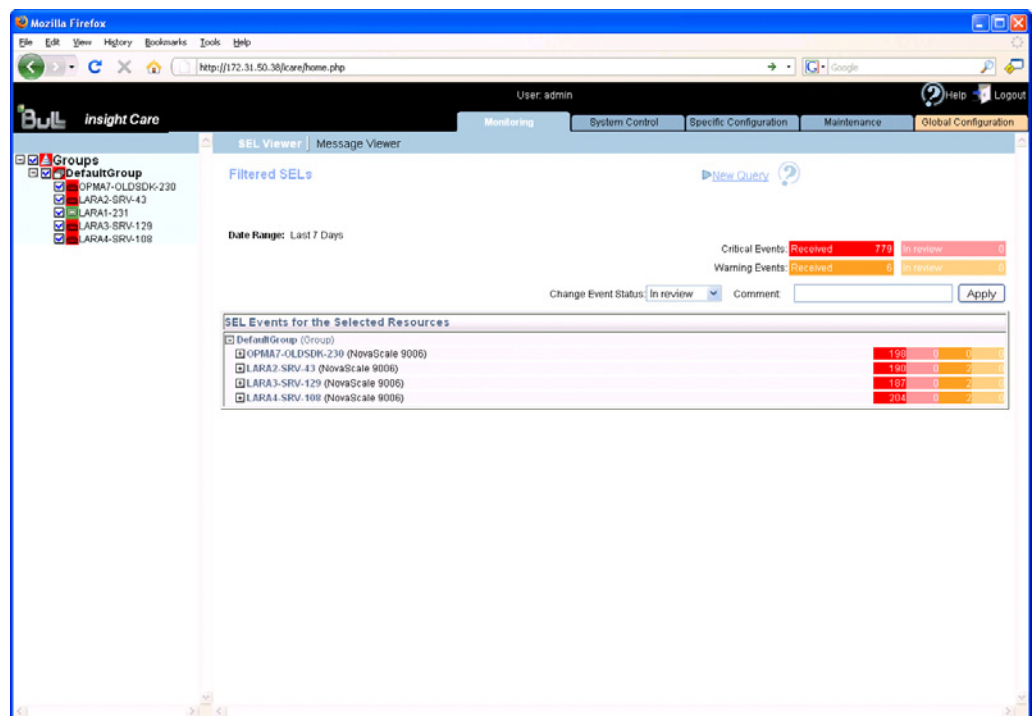 Mozilla Firefox
File Edit View History Bookmarks Tools Help
http://172.31.50.38/icare/home.php
G Google
User: admin
Help Logout
Bull insight Care
Monitoring System Control Specific Configuration Maintenance Global Configuration
SEL Viewer Message Viewer
Groups
DefaultGroup
OPMA7-OLDSDK-230
LARA2-SRV-43
LARA1-231
LARA3-SRV-129
LARA4-SRV-108
Filtered SELs
New Query ?
Date Range: Last 7 Days
Critical Events: Received 779 In review 0
Warning Events: Received 6 In review 0
Change Event Status: In review Comment: Apply
SEL Events for the Selected Resources
DefaultGroup (Group)
OPMA7-OLDSDK-230 (NovaScale 9006) 198 0 0 0
LARA2-SRV-43 (NovaScale 9006) 190 0 2 0
LARA3-SRV-129 (NovaScale 9006) 187 0 2 0
LARA4-SRV-108 (NovaScale 9006) 204 0 2 0